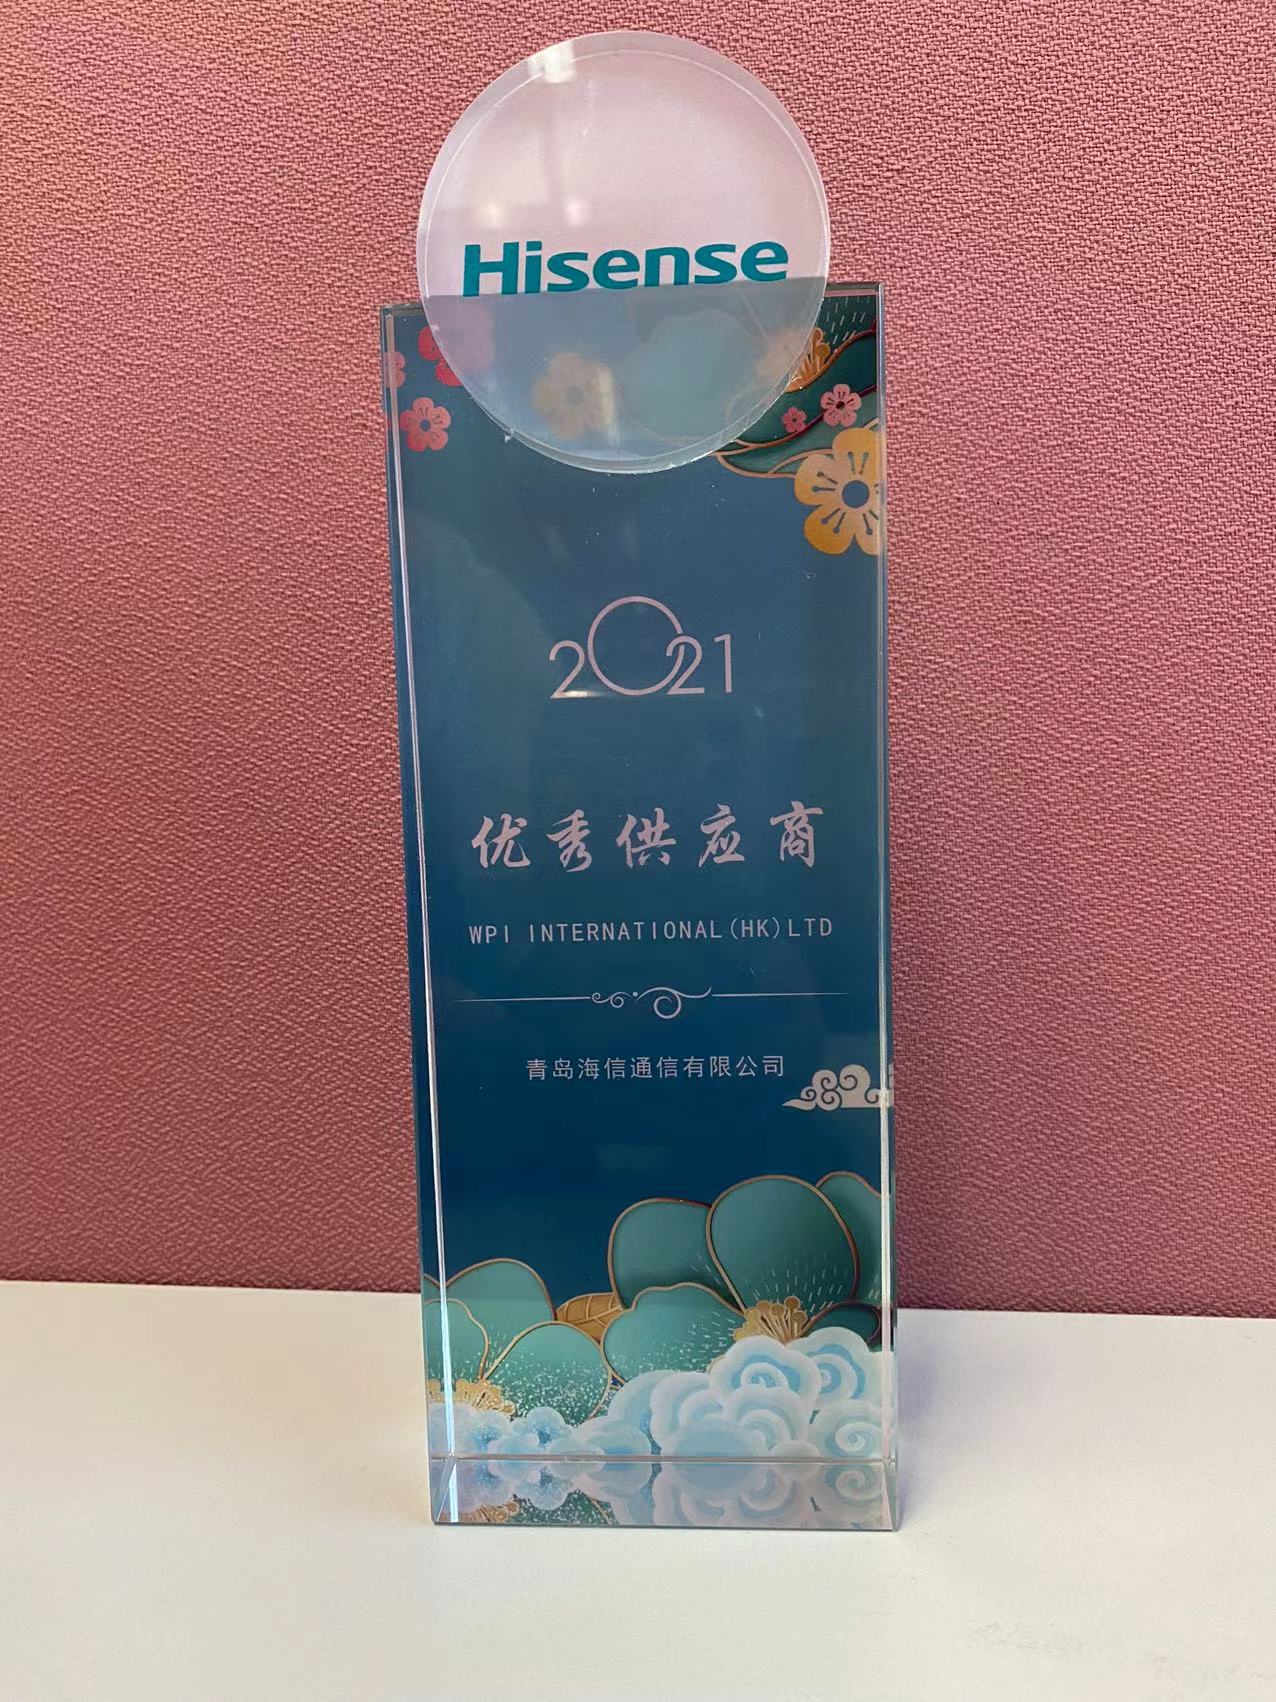 Hisense
2021
优秀供应商
WPI INTERNATIONAL(HK)LTD
青岛海信通信有限公司